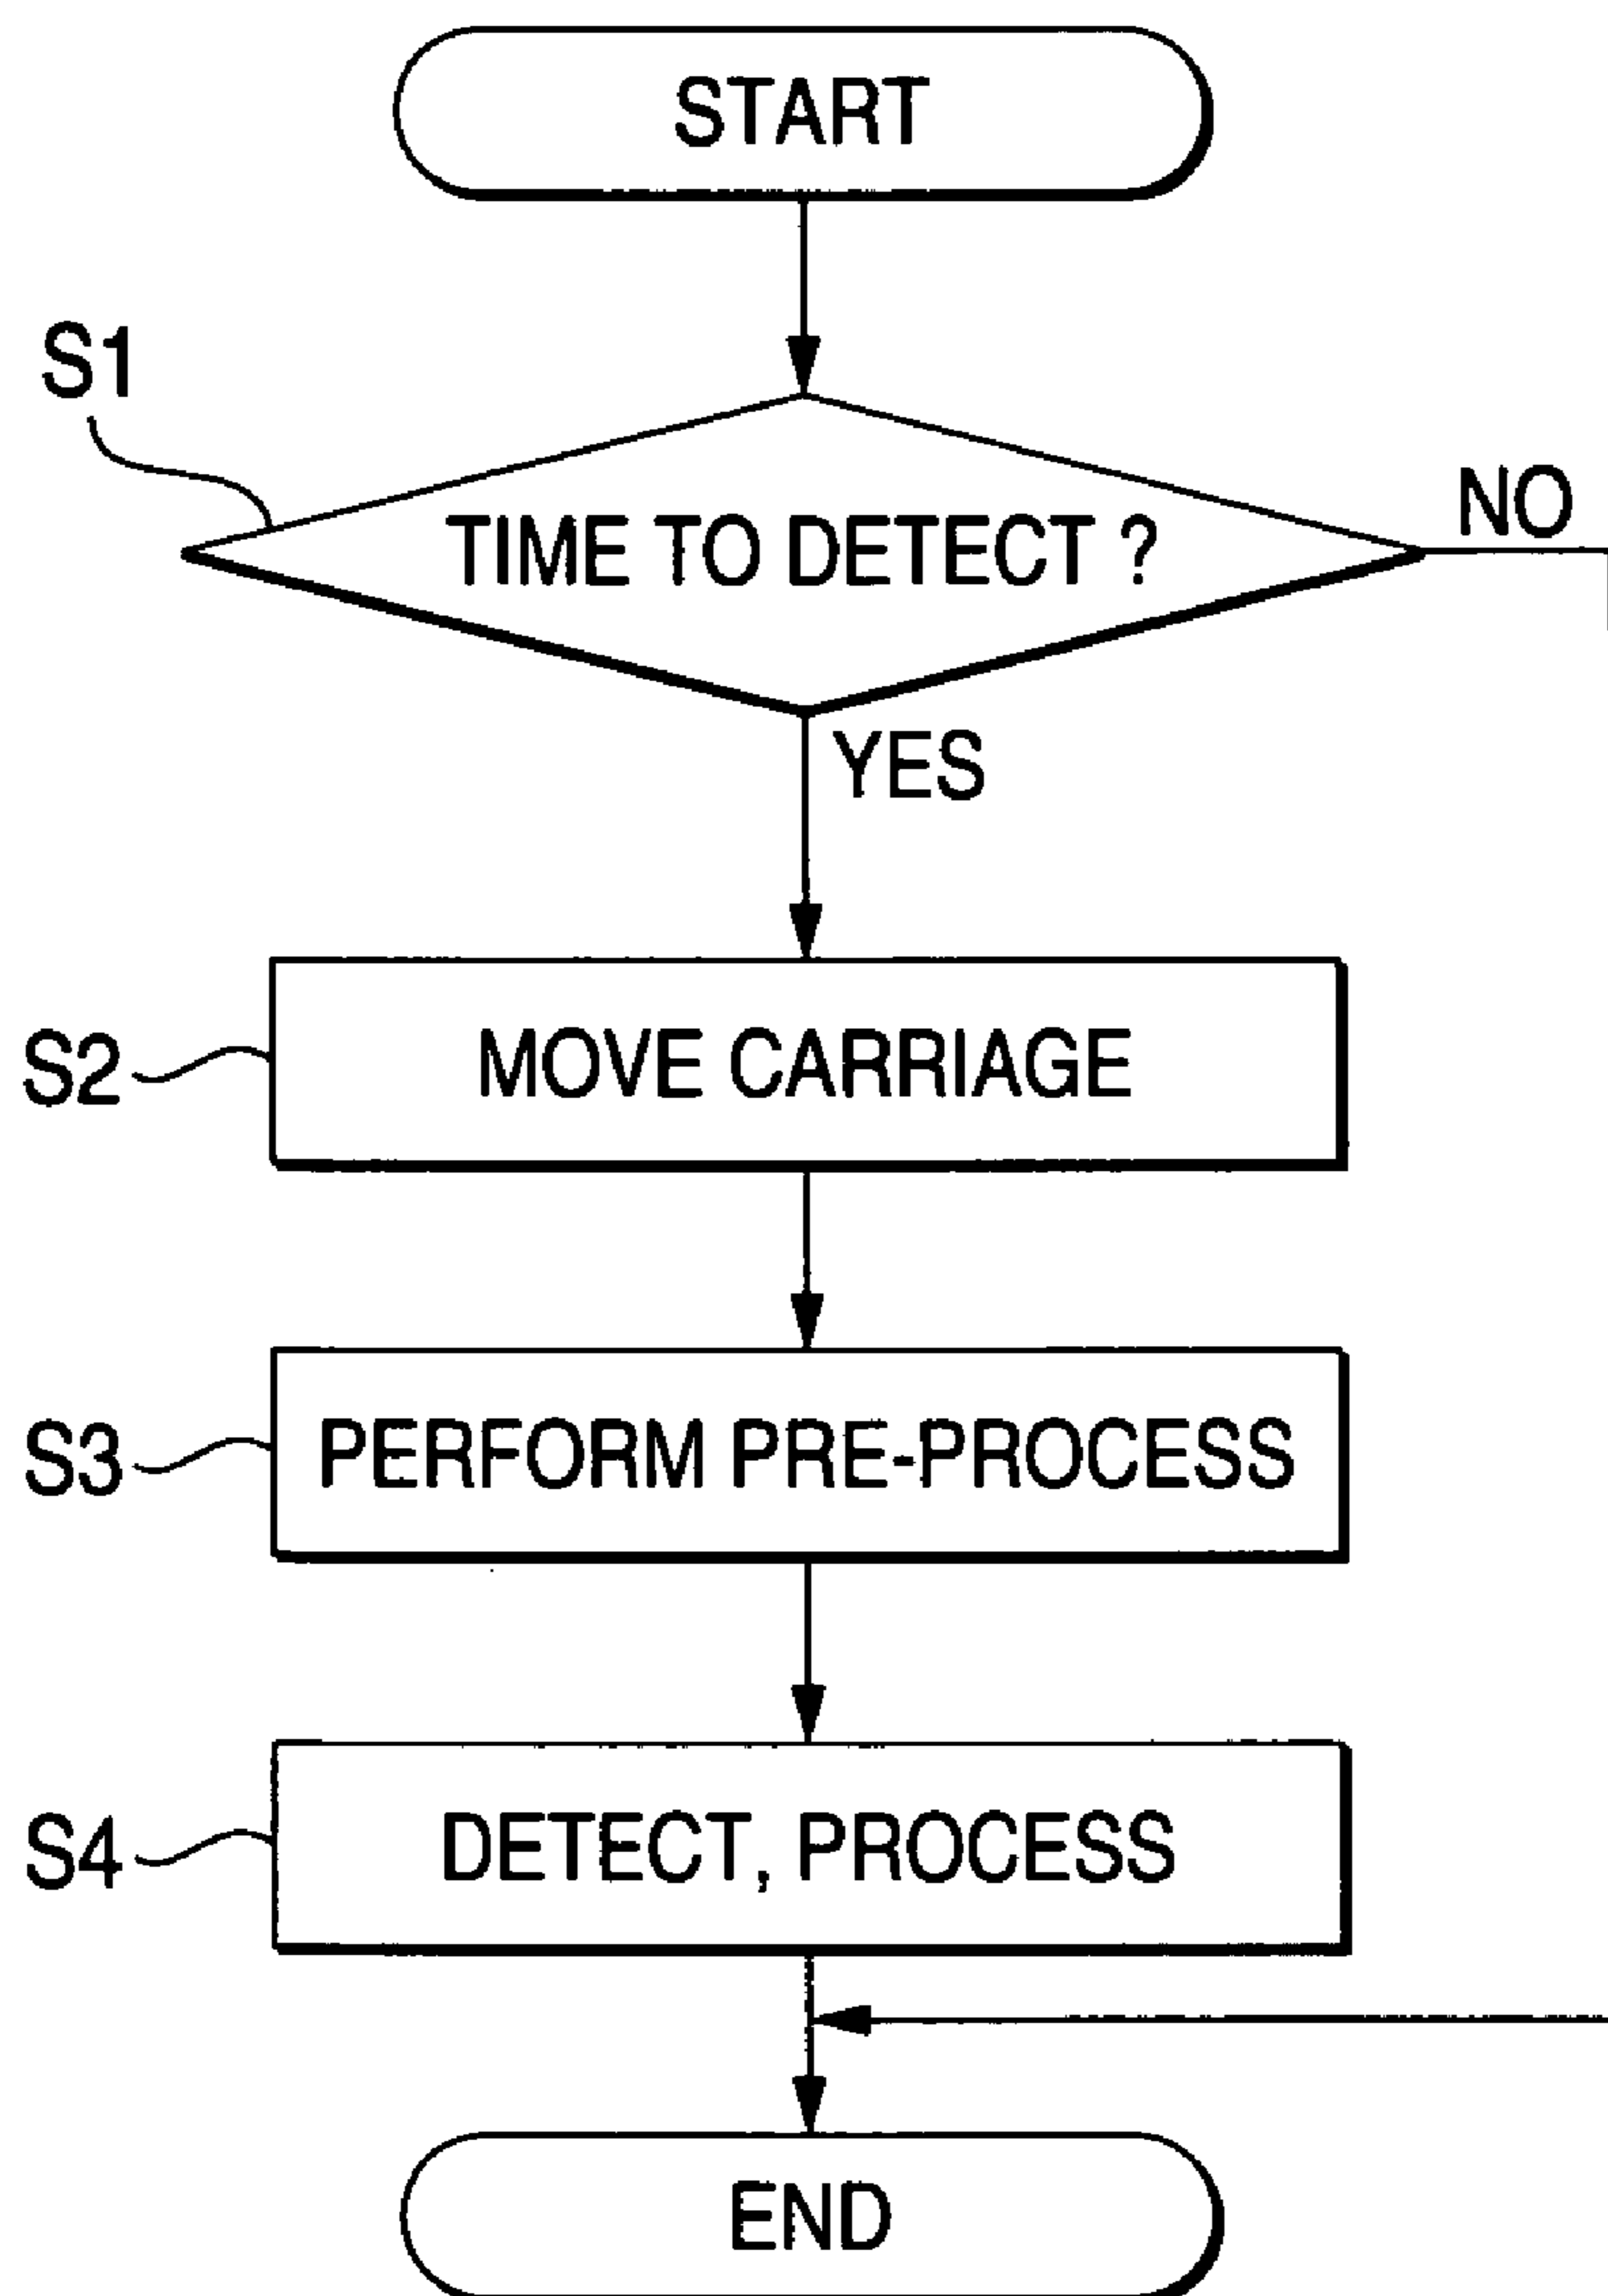 START
S1
TIME TO DETECT ?
NO
YES
S2
MOVE CARRIAGE
S3
PERFORM PRE-PROCESS
S4
DETECT, PROCESS
END